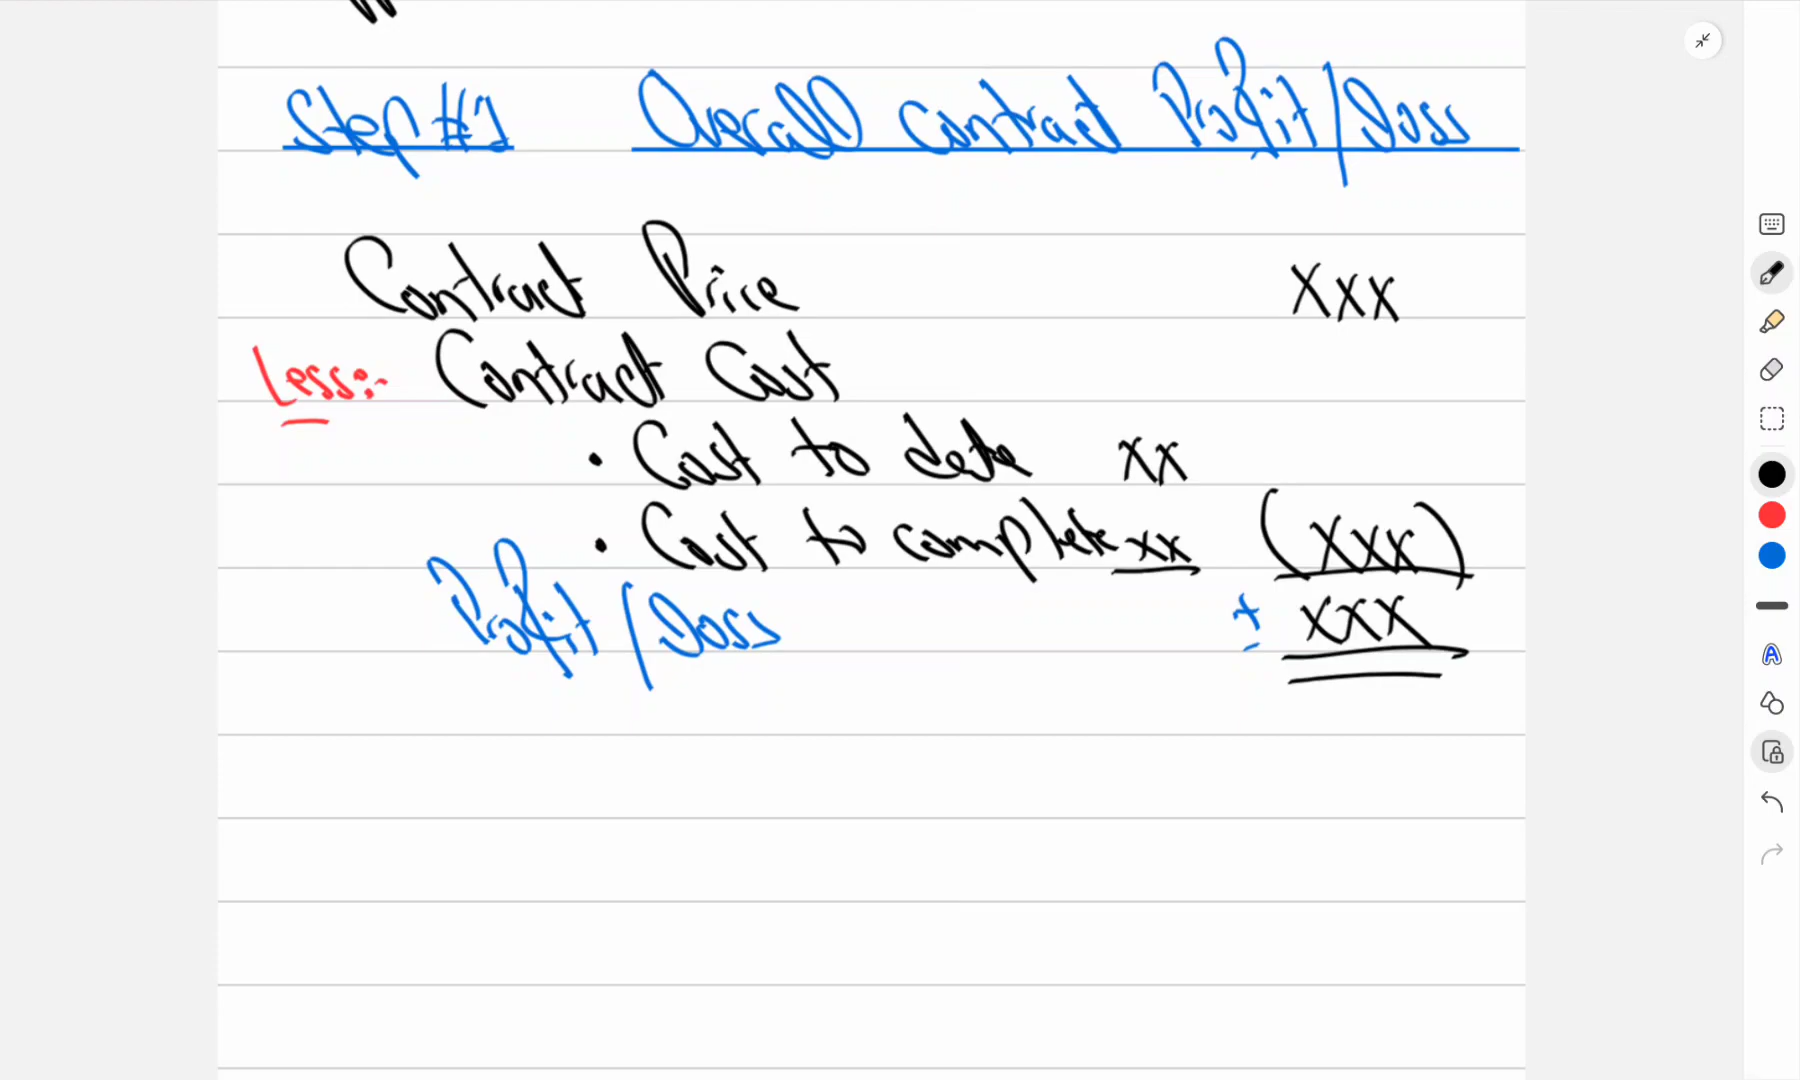 Step #1 Overall contract Profit/Loss
Contract Price xxx
Less:- Contract Cost
• Cost to date xx
• Cost to complete xx (xxx)
Profit/Loss ± xxx